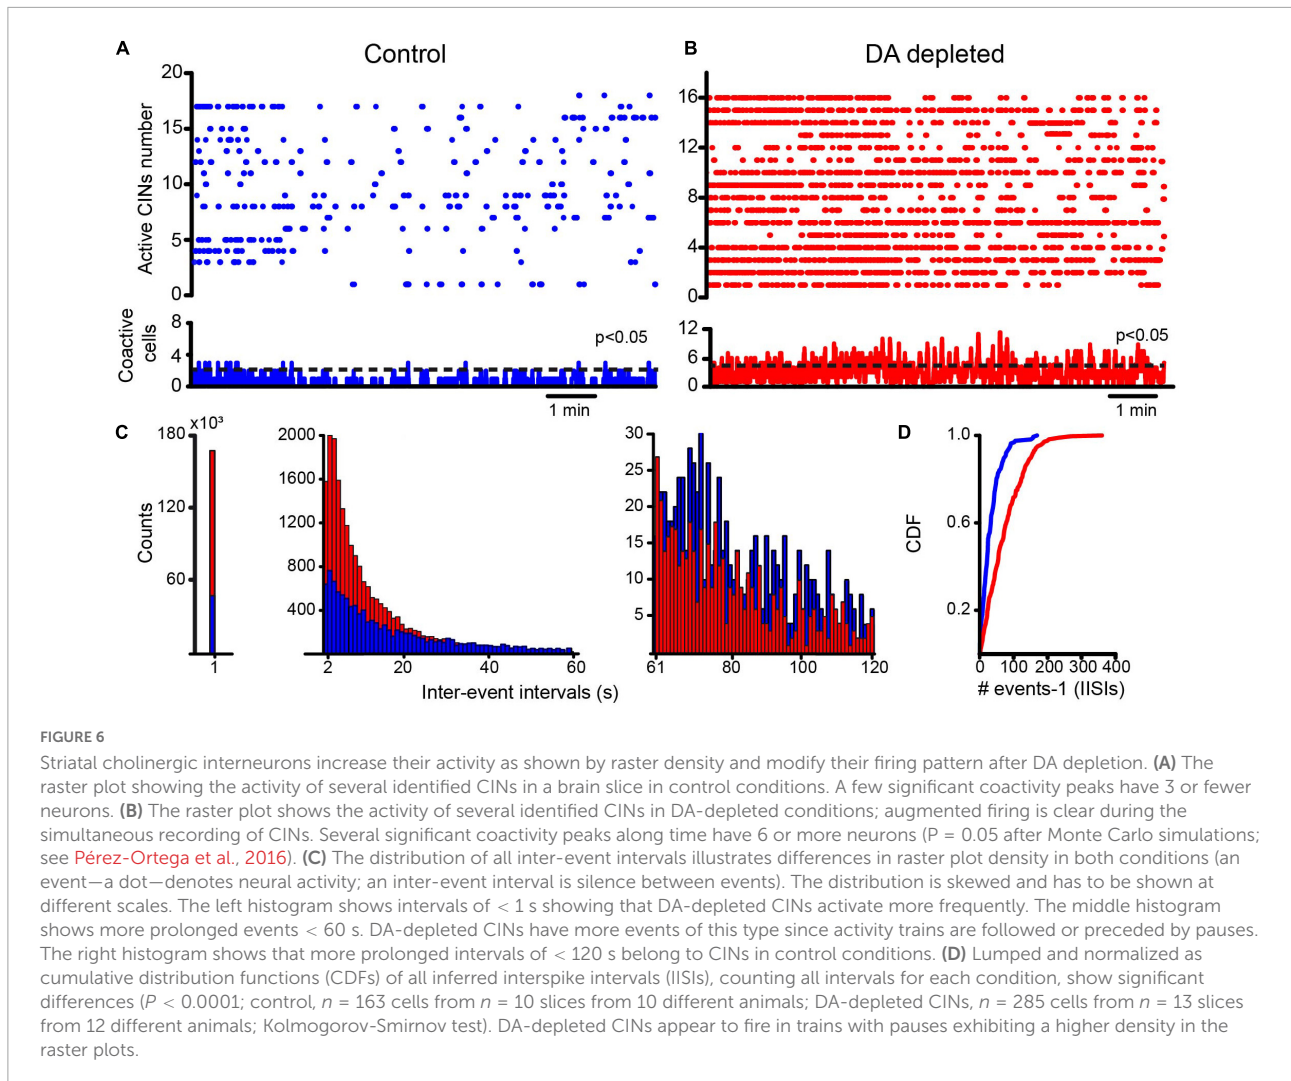 A
Control
B
DA depleted
Active CINs number
20
15
10
5
0
16
12
8
4
0
Coactive
cells
8
4
0
p<0.05
1 min
12
6
0
p<0.05
1 min
C
Counts
180
x10³
120
60
1
2000
1600
1200
800
400
2
20
40
60
Inter-event intervals (s)
30
25
20
15
10
5
61
80
100
120
D
CDF
1.0
0.6
0.2
0
100
200
300
400
# events-1 (IISIs)
FIGURE 6
Striatal cholinergic interneurons increase their activity as shown by raster density and modify their firing pattern after DA depletion. (A) The
raster plot showing the activity of several identified CINs in a brain slice in control conditions. A few significant coactivity peaks have 3 or fewer
neurons. (B) The raster plot shows the activity of several identified CINs in DA-depleted conditions; augmented firing is clear during the
simultaneous recording of CINs. Several significant coactivity peaks along time have 6 or more neurons (P = 0.05 after Monte Carlo simulations;
see Pérez-Ortega et al., 2016). (C) The distribution of all inter-event intervals illustrates differences in raster plot density in both conditions (an
event—a dot—denotes neural activity; an inter-event interval is silence between events). The distribution is skewed and has to be shown at
different scales. The left histogram shows intervals of < 1 s showing that DA-depleted CINs activate more frequently. The middle histogram
shows more prolonged events < 60 s. DA-depleted CINs have more events of this type since activity trains are followed or preceded by pauses.
The right histogram shows that more prolonged intervals of < 120 s belong to CINs in control conditions. (D) Lumped and normalized as
cumulative distribution functions (CDFs) of all inferred interspike intervals (IISIs), counting all intervals for each condition, show significant
differences (P < 0.0001; control, n = 163 cells from n = 10 slices from 10 different animals; DA-depleted CINs, n = 285 cells from n = 13 slices
from 12 different animals; Kolmogorov-Smirnov test). DA-depleted CINs appear to fire in trains with pauses exhibiting a higher density in the
raster plots.